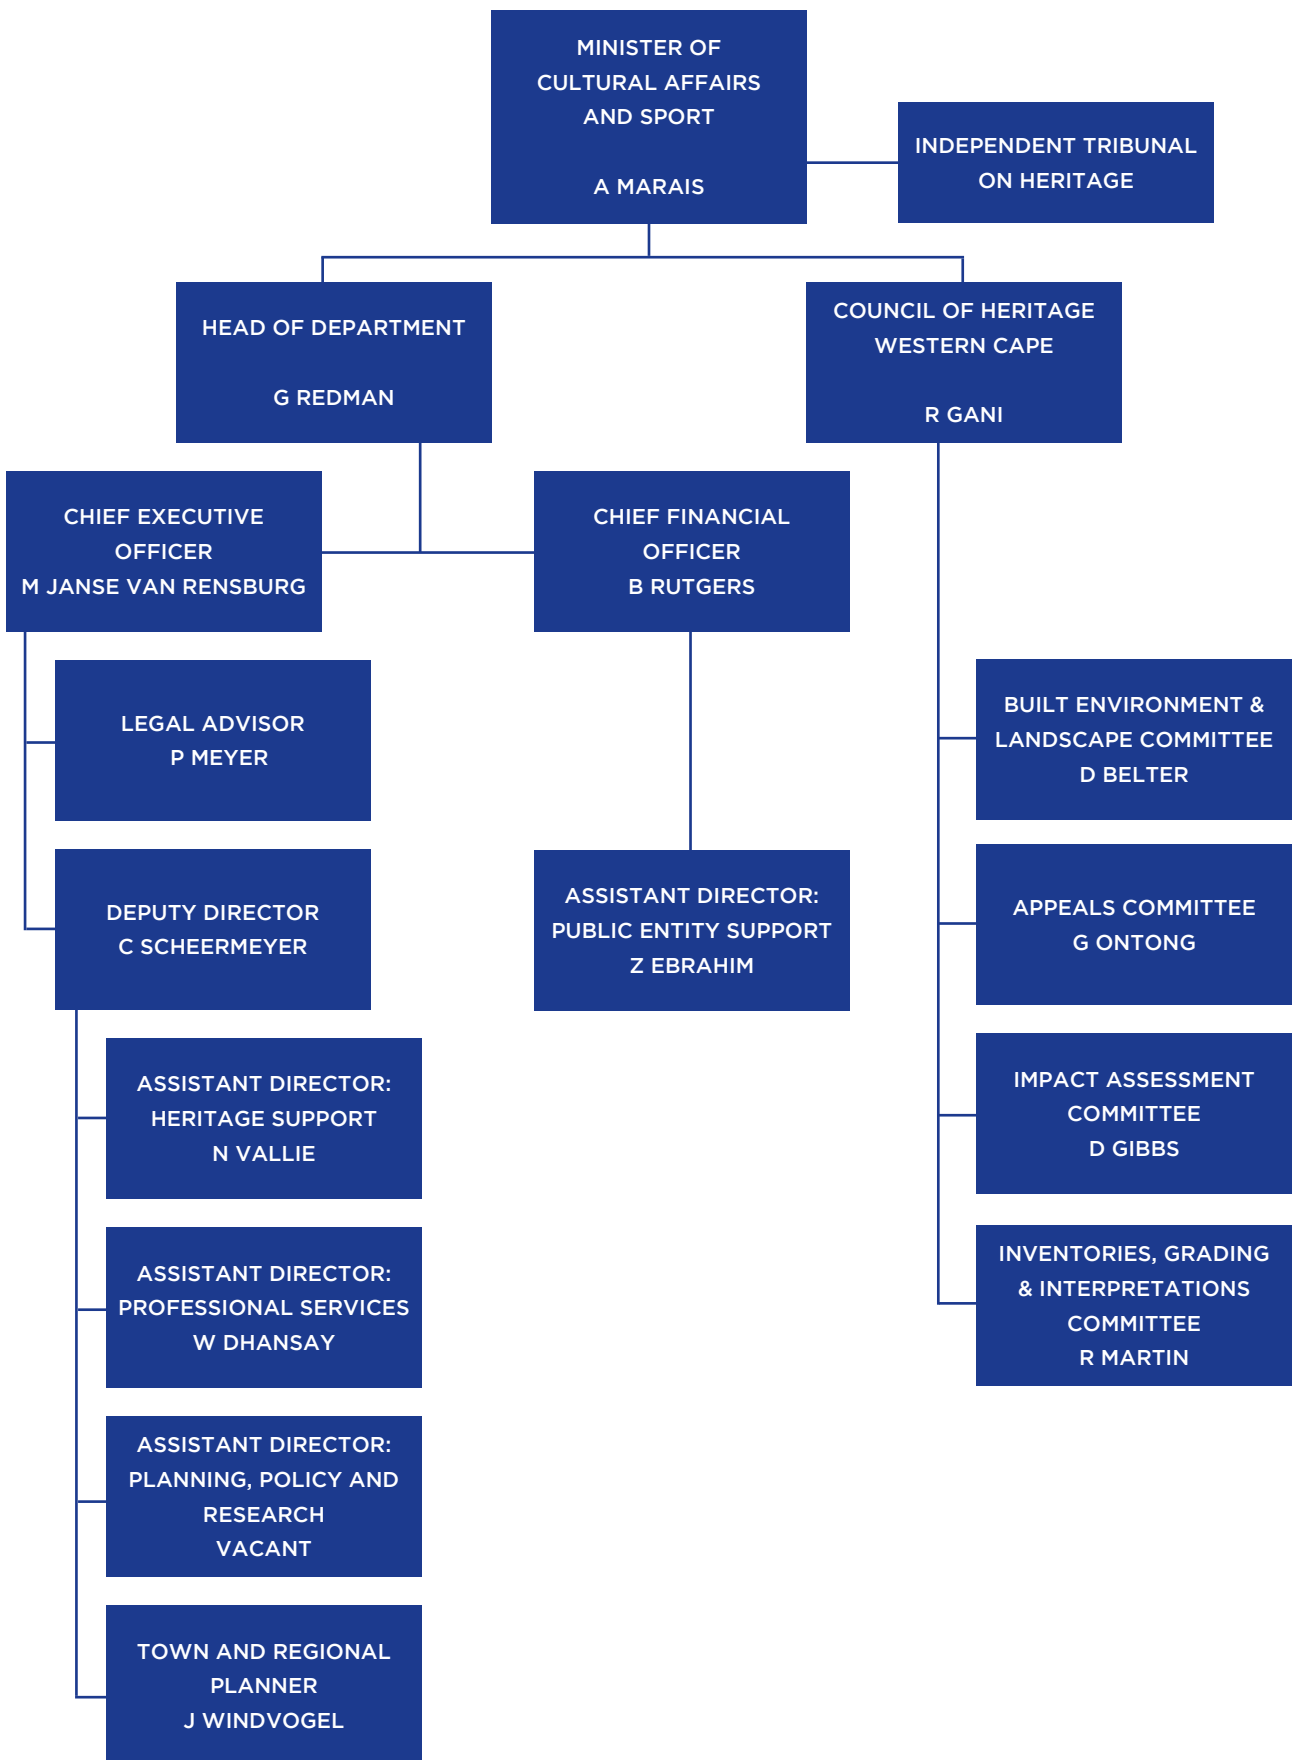 MINISTER OF
CULTURAL AFFAIRS
AND SPORT
A MARAIS
INDEPENDENT TRIBUNAL
ON HERITAGE
HEAD OF DEPARTMENT
G REDMAN
COUNCIL OF HERITAGE
WESTERN CAPE
R GANI
CHIEF EXECUTIVE
OFFICER
M JANSE VAN RENSBURG
CHIEF FINANCIAL
OFFICER
B RUTGERS
LEGAL ADVISOR
P MEYER
DEPUTY DIRECTOR
C SCHEERMEYER
ASSISTANT DIRECTOR:
HERITAGE SUPPORT
N VALLIE
ASSISTANT DIRECTOR:
PROFESSIONAL SERVICES
W DHANSAY
ASSISTANT DIRECTOR:
PLANNING, POLICY AND
RESEARCH
VACANT
TOWN AND REGIONAL
PLANNER
J WINDVOGEL
ASSISTANT DIRECTOR:
PUBLIC ENTITY SUPPORT
Z EBRAHIM
BUILT ENVIRONMENT &
LANDSCAPE COMMITTEE
D BELTER
APPEALS COMMITTEE
G ONTONG
IMPACT ASSESSMENT
COMMITTEE
D GIBBS
INVENTORIES, GRADING
& INTERPRETATIONS
COMMITTEE
R MARTIN